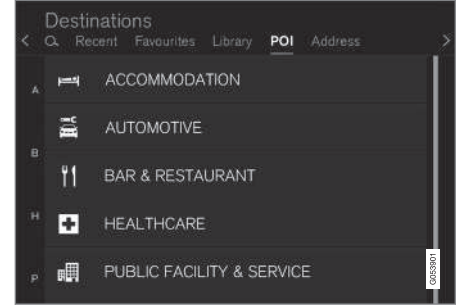 Destinations
Recent Favourites Library POI Address
A
ACCOMMODATION
AUTOMOTIVE
B
BAR & RESTAURANT
H
HEALTHCARE
P
PUBLIC FACILITY & SERVICE
G053901